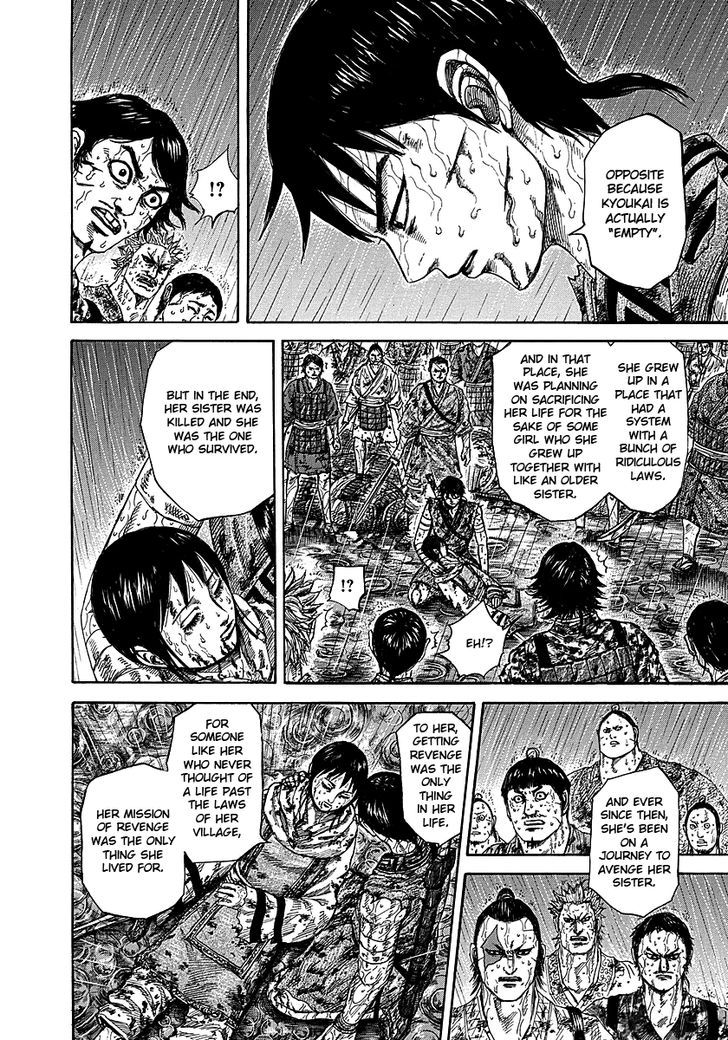 OPPOSITE
BECAUSE
KYOUKAI
IS
ACTUALLY
"EMPTY".
!?
SHE GREW
UP IN A
PLACE THAT
HAD A
SYSTEM
WITH A
BUNCH OF
RIDICULOUS
LAWS.
AND IN THAT
PLACE, SHE
WAS PLANNING
ON SACRIFICING
HER LIFE FOR THE
SAKE OF SOME
GIRL WHO SHE
GREW UP
TOGETHER WITH
LIKE AN OLDER
SISTER.
EH!?
!?
BUT IN THE END,
HER SISTER WAS
KILLED AND SHE
WAS THE ONE
WHO SURVIVED.
AND EVER
SINCE THEN,
SHE'S BEEN
ON A
JOURNEY TO
AVENGE HER
SISTER.
TO HER,
GETTING
REVENGE
WAS THE
ONLY
THING
IN HER
LIFE.
FOR
SOMEONE
LIKE HER
WHO NEVER
THOUGHT OF
A LIFE PAST
THE LAWS
OF HER
VILLAGE,
HER MISSION
OF REVENGE
WAS THE ONLY
THING SHE
LIVED FOR.